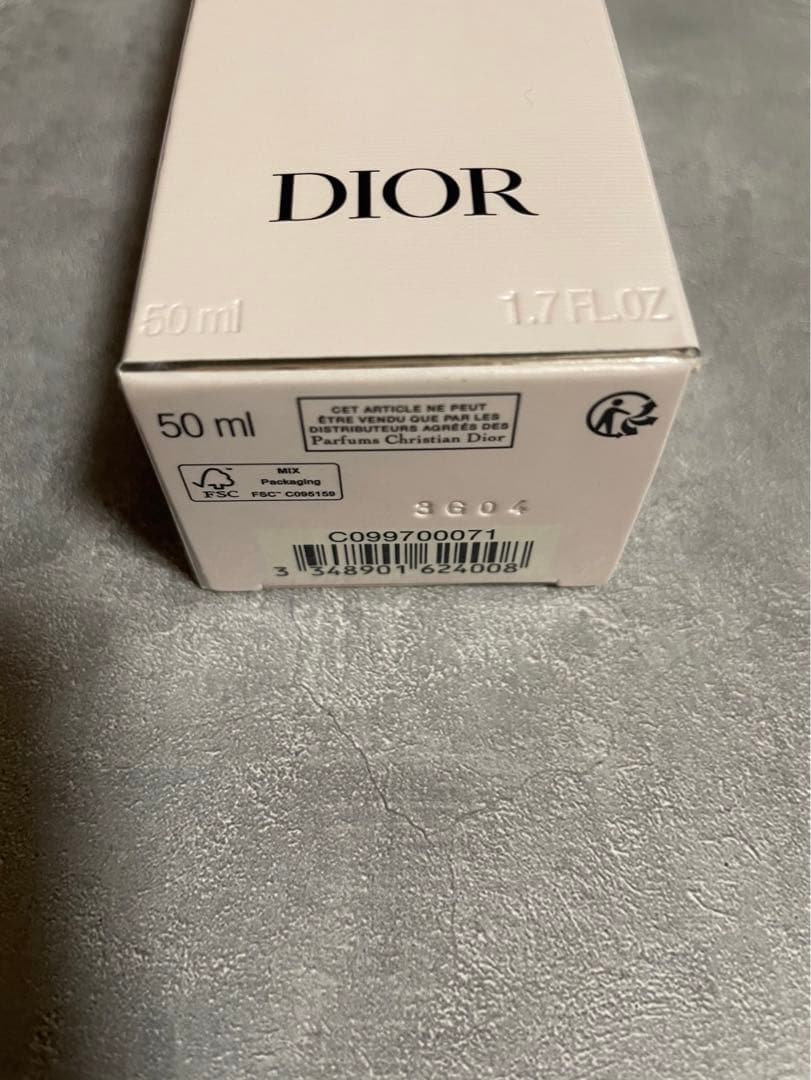 DIOR
50 ml 1.7 FL.OZ
50 ml
CET ARTICLE NE PEUT
ÊTRE VENDU QUE PAR LES
DISTRIBUTEURS AGRÉÉS DES
Parfums Christian Dior
MIX
Packaging
FSC FSC™ C095159
3G04
C099700071
3 348901 624008